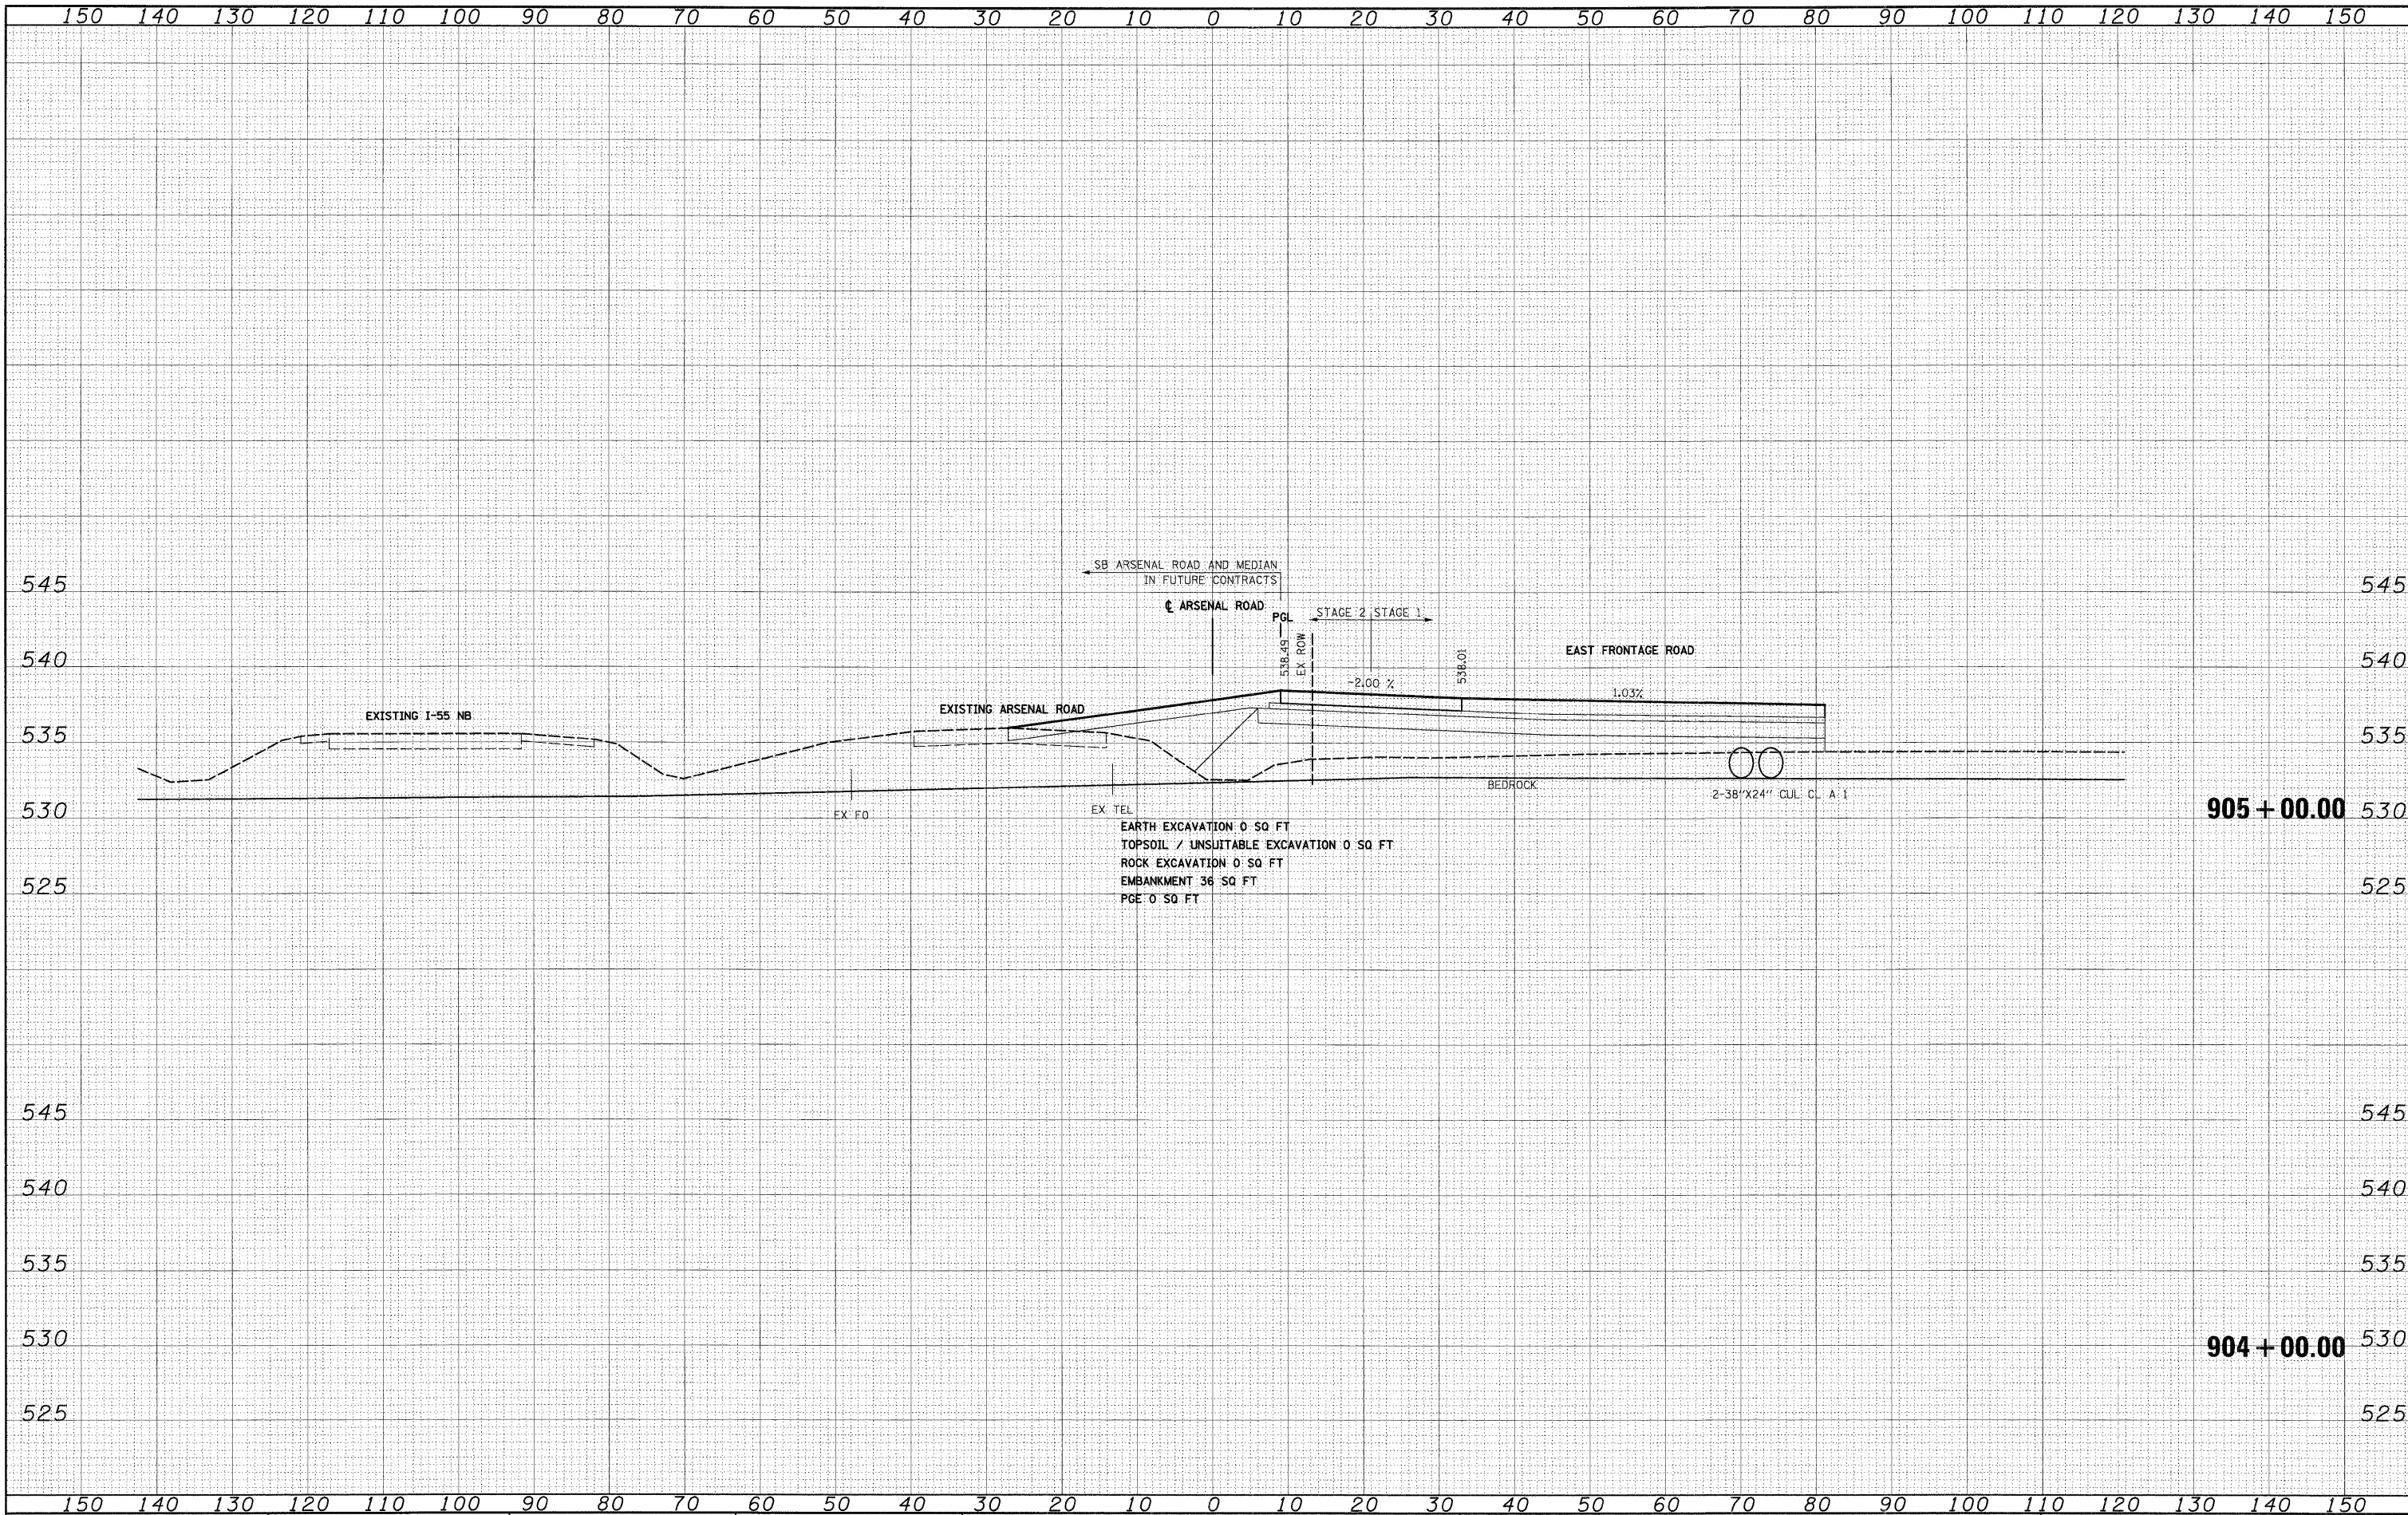 150 140 130 120 110 100 90 80 70 60 50 40 30 20 10 0 10 20 30 40 50 60 70 80 90 100 110 120 130 140 150
SB ARSENAL ROAD AND MEDIAN
IN FUTURE CONTRACTS
545 545
℄ ARSENAL ROAD
PGL
STAGE 2 STAGE 1
538.49
EX ROW
538.01
EAST FRONTAGE ROAD
540 540
-2.00 %
1.03%
EXISTING I-55 NB
EXISTING ARSENAL ROAD
535 535
BEDROCK
2-38"X24" CUL CL A 1
530 905+00.00 530
EX FO
EX TEL
EARTH EXCAVATION 0 SQ FT
TOPSOIL / UNSUITABLE EXCAVATION 0 SQ FT
ROCK EXCAVATION 0 SQ FT
EMBANKMENT 36 SQ FT
PGE 0 SQ FT
525 525
545 545
540 540
535 535
530 904+00.00 530
525 525
150 140 130 120 110 100 90 80 70 60 50 40 30 20 10 0 10 20 30 40 50 60 70 80 90 100 110 120 130 140 150